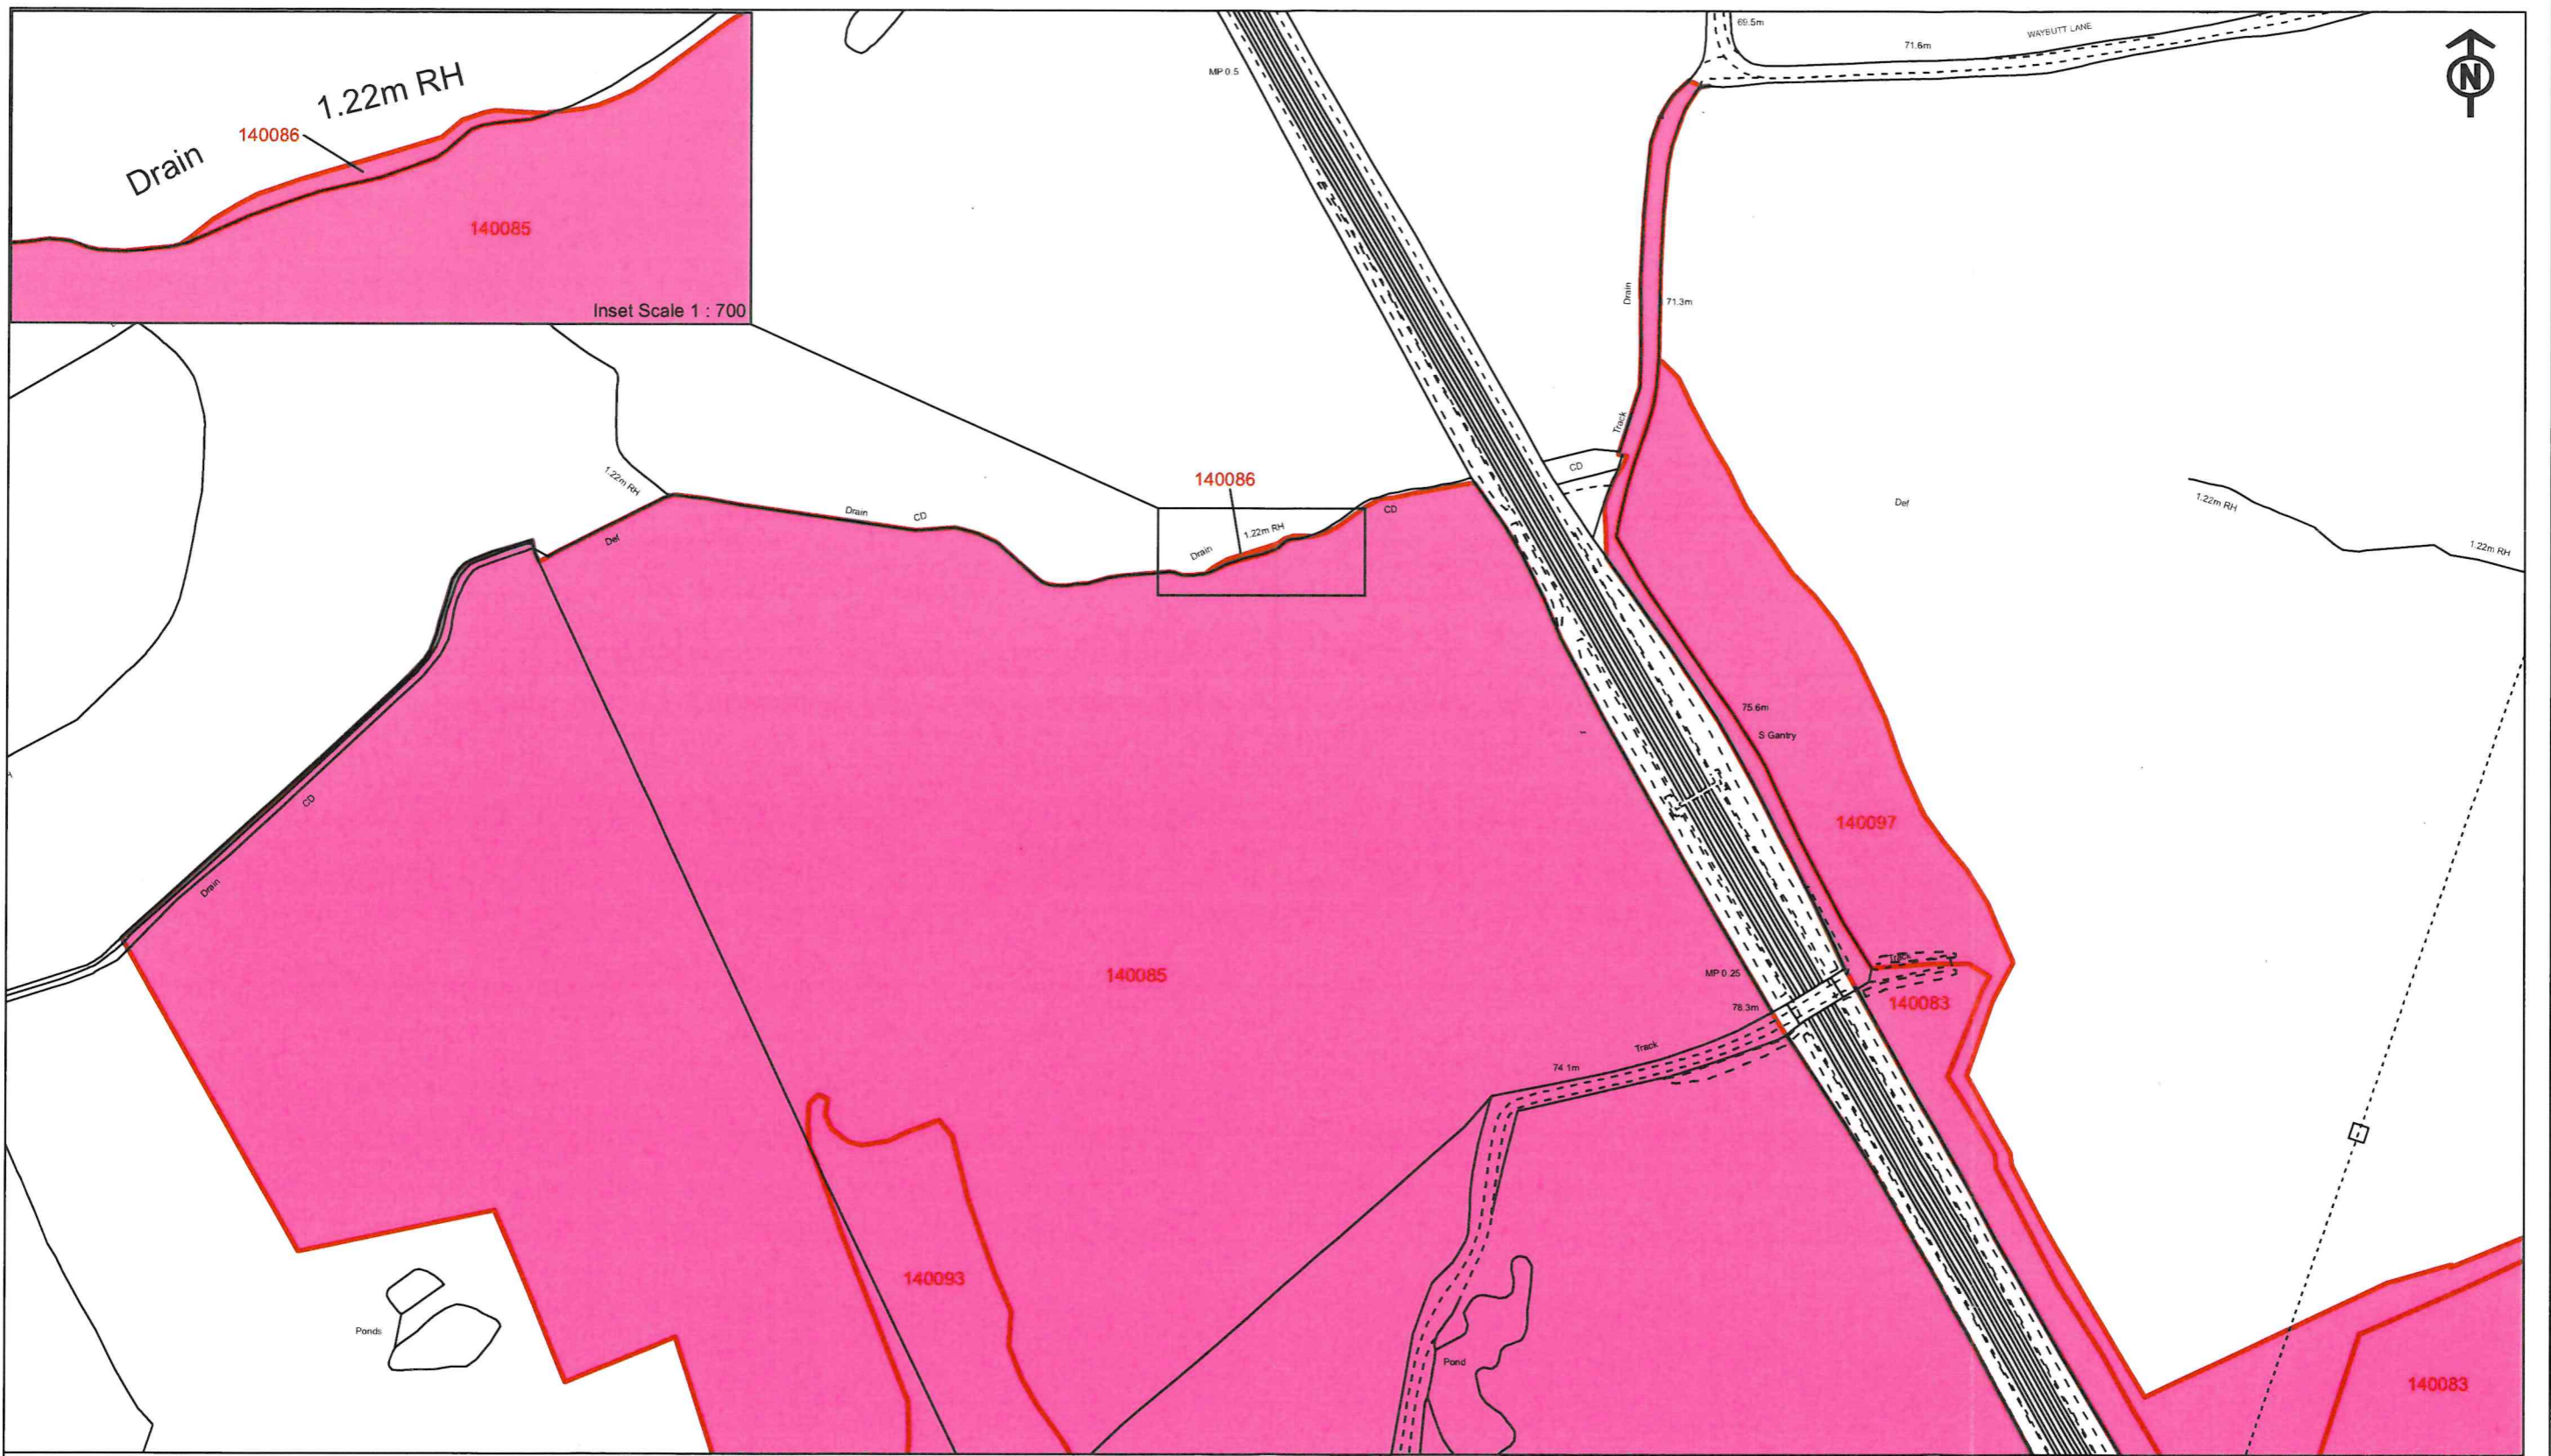 1.22m RH
140086
Drain
140085
Inset Scale 1 : 700
MP 0.5
69.5m
71.6m
WAYBUTT LANE
N
Drain
71.3m
Track
CD
1.22m RH
Def
Drain
CD
140086
Drain
1.22m RH
CD
Def
1.22m RH
1.22m RH
75.6m
S Gantry
CD
Drain
140097
140085
MP 0.25
78.3m
Track
140083
Track
74.1m
140093
Ponds
Pond
140083